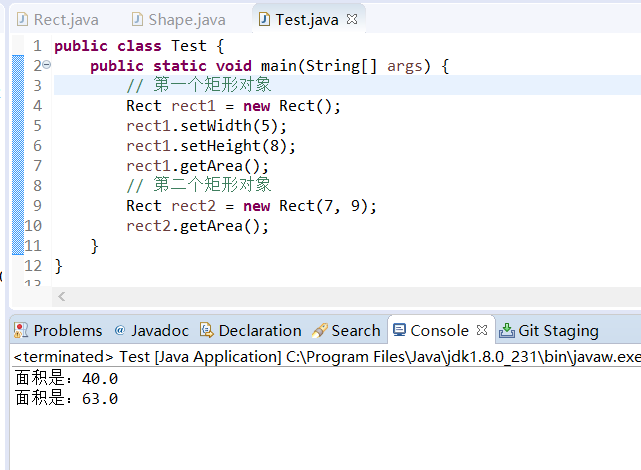 Rect.java Shape.java Test.java
1 public class Test {
2 public static void main(String[] args) {
3 // 第一个矩形对象
4 Rect rect1 = new Rect();
5 rect1.setWidth(5);
6 rect1.setHeight(8);
7 rect1.getArea();
8 // 第二个矩形对象
9 Rect rect2 = new Rect(7, 9);
10 rect2.getArea();
11 }
12 }
13
Problems @ Javadoc Declaration Search Console Git Staging
<terminated> Test [Java Application] C:\Program Files\Java\jdk1.8.0_231\bin\javaw.exe
面积是：40.0
面积是：63.0